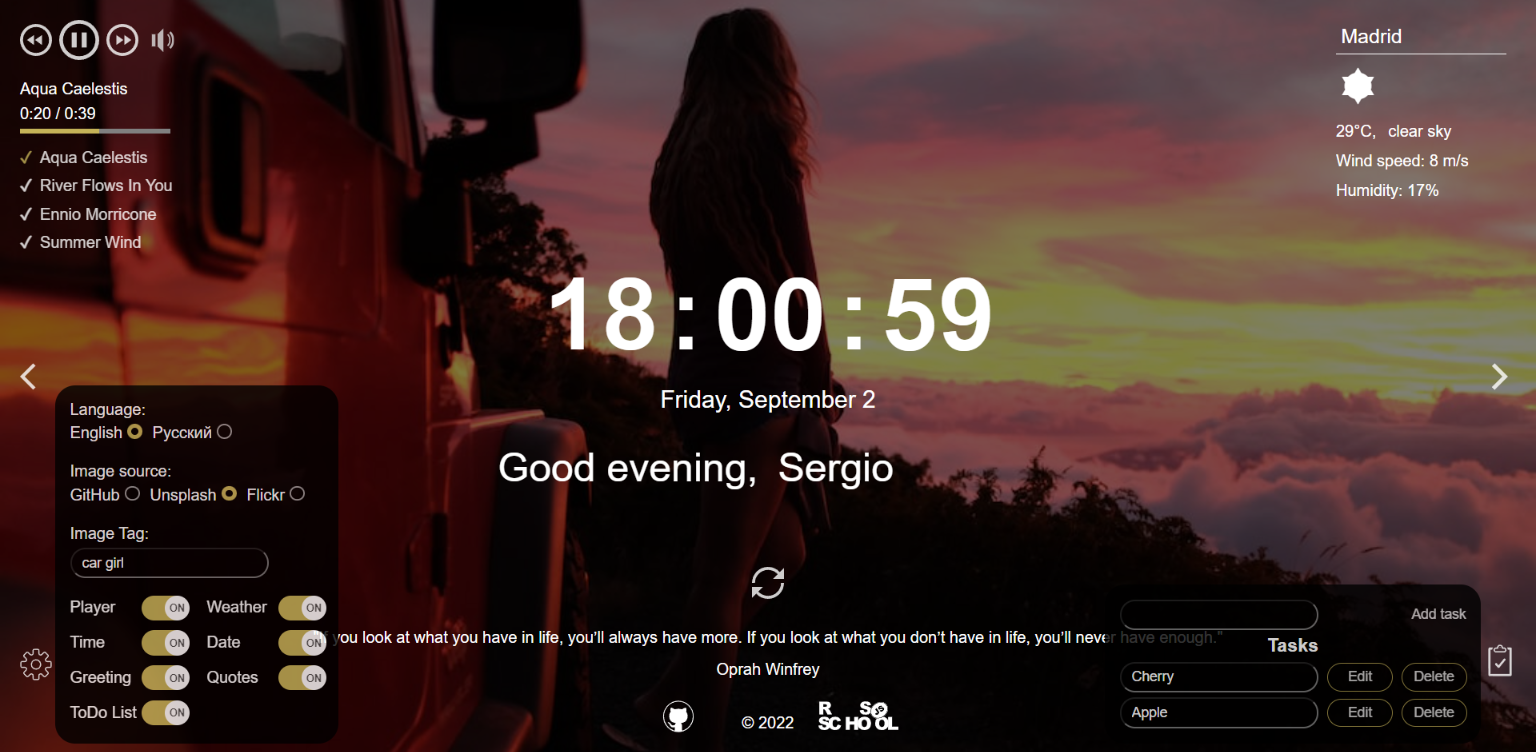 Aqua Caelestis
0:20 / 0:39
✓ Aqua Caelestis
✓ River Flows In You
✓ Ennio Morricone
✓ Summer Wind
Madrid
29°C, clear sky
Wind speed: 8 m/s
Humidity: 17%
18:00:59
Friday, September 2
Good evening, Sergio
Language:
English Русский
Image source:
GitHub Unsplash Flickr
Image Tag:
car girl
Player ON Weather ON
Time ON Date ON
Greeting ON Quotes ON
ToDo List ON
"If you look at what you have in life, you'll always have more. If you look at what you don't have in life, you'll never have enough."
Oprah Winfrey
© 2022
RS SCHOOL
Add task
Tasks
Cherry Edit Delete
Apple Edit Delete